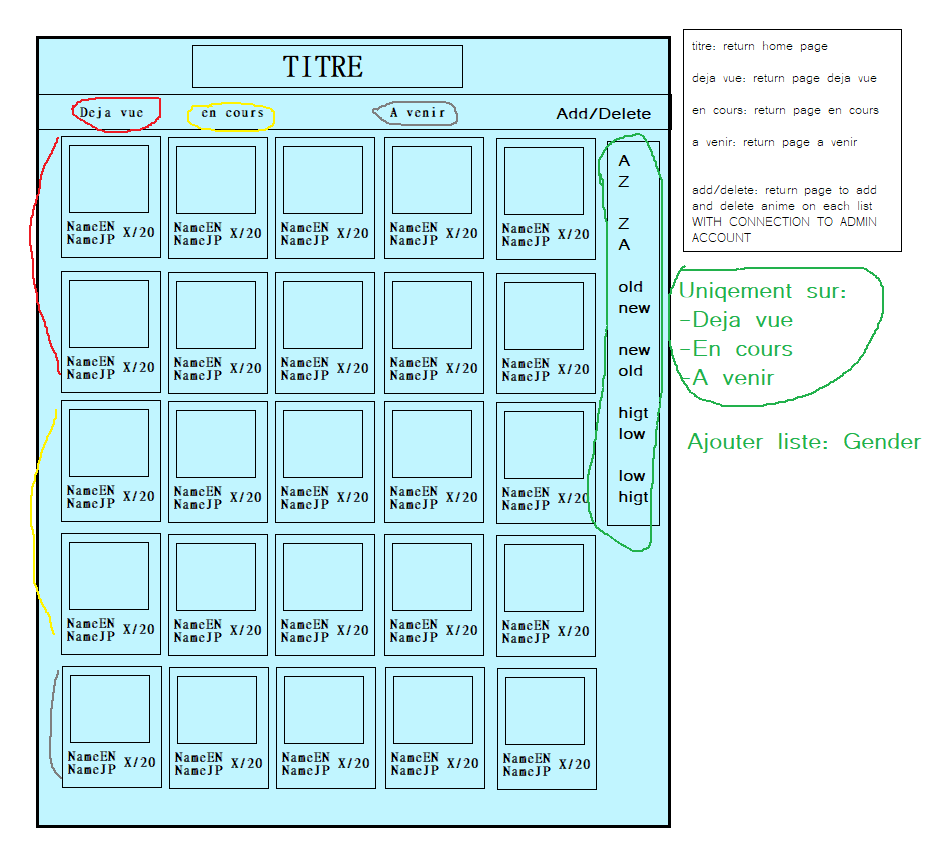 TITRE
Deja vue en cours A venir Add/Delete
NameEN
NameJP X/20
NameEN
NameJP X/20
NameEN
NameJP X/20
NameEN
NameJP X/20
NameEN
NameJP X/20
NameEN
NameJP X/20
NameEN
NameJP X/20
NameEN
NameJP X/20
NameEN
NameJP X/20
NameEN
NameJP X/20
NameEN
NameJP X/20
NameEN
NameJP X/20
NameEN
NameJP X/20
NameEN
NameJP X/20
NameEN
NameJP X/20
NameEN
NameJP X/20
NameEN
NameJP X/20
NameEN
NameJP X/20
NameEN
NameJP X/20
NameEN
NameJP X/20
NameEN
NameJP X/20
NameEN
NameJP X/20
NameEN
NameJP X/20
NameEN
NameJP X/20
NameEN
NameJP X/20
A
Z
Z
A
old
new
new
old
higt
low
low
higt
titre: return home page
deja vue: return page deja vue
en cours: return page en cours
a venir: return page a venir
add/delete: return page to add
and delete anime on each list
WITH CONNECTION TO ADMIN
ACCOUNT
Uniqement sur:
-Deja vue
-En cours
-A venir
Ajouter liste: Gender